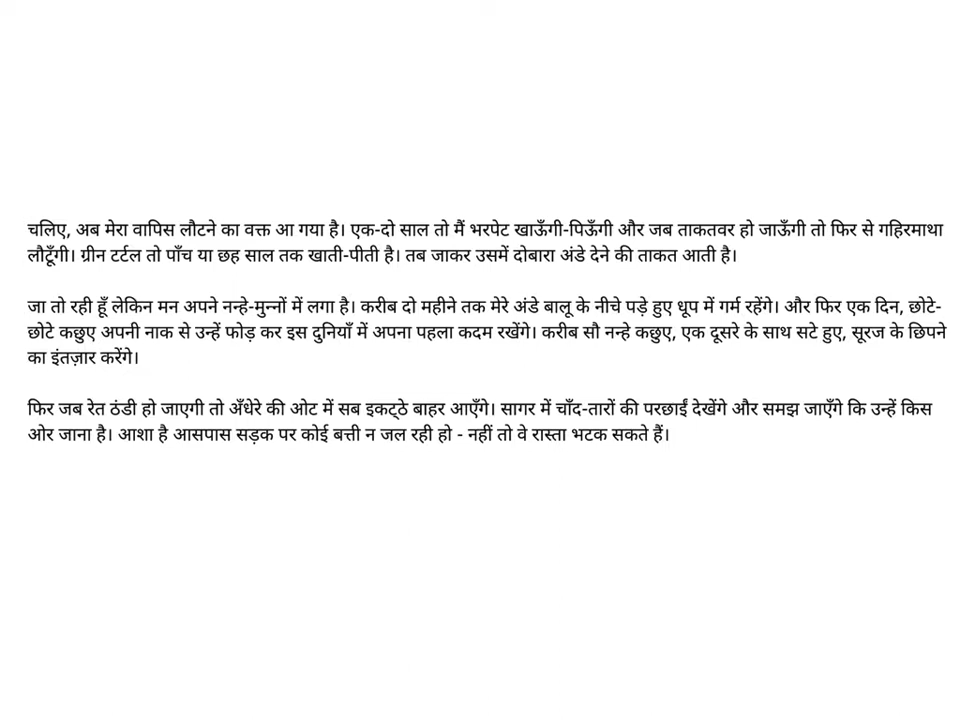 चलिए, अब मेरा वापिस लौटने का वक्त आ गया है। एक-दो साल तो मैं भरपेट खाऊँगी-पिऊँगी और जब ताकतवर हो जाऊँगी तो फिर से गहिरमाथा
लौटूँगी। ग्रीन टर्टल तो पाँच या छह साल तक खाती-पीती है। तब जाकर उसमें दोबारा अंडे देने की ताकत आती है।
जा तो रही हूँ लेकिन मन अपने नन्हे-मुन्नों में लगा है। करीब दो महीने तक मेरे अंडे बालू के नीचे पड़े हुए धूप में गर्म रहेंगे। और फिर एक दिन, छोटे-
छोटे कछुए अपनी नाक से उन्हें फोड़ कर इस दुनियाँ में अपना पहला कदम रखेंगे। करीब सौ नन्हे कछुए, एक दूसरे के साथ सटे हुए, सूरज के छिपने
का इंतज़ार करेंगे।
फिर जब रेत ठंडी हो जाएगी तो अँधेरे की ओट में सब इकट्ठे बाहर आएँगे। सागर में चाँद-तारों की परछाईं देखेंगे और समझ जाएँगे कि उन्हें किस
ओर जाना है। आशा है आसपास सड़क पर कोई बत्ती न जल रही हो - नहीं तो वे रास्ता भटक सकते हैं।